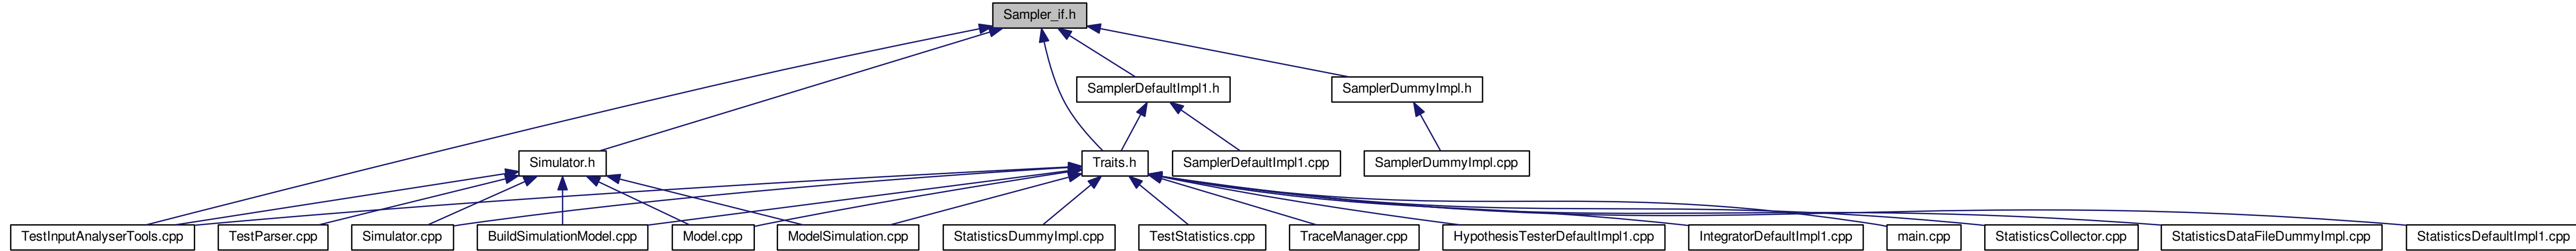 Sampler_if.h
SamplerDefaultImpl1.h
SamplerDummyImpl.h
Simulator.h
Traits.h
SamplerDefaultImpl1.cpp
SamplerDummyImpl.cpp
TestInputAnalyserTools.cpp
TestParser.cpp
Simulator.cpp
BuildSimulationModel.cpp
Model.cpp
ModelSimulation.cpp
StatisticsDummyImpl.cpp
TestStatistics.cpp
TraceManager.cpp
HypothesisTesterDefaultImpl1.cpp
IntegratorDefaultImpl1.cpp
main.cpp
StatisticsCollector.cpp
StatisticsDataFileDummyImpl.cpp
StatisticsDefaultImpl1.cpp